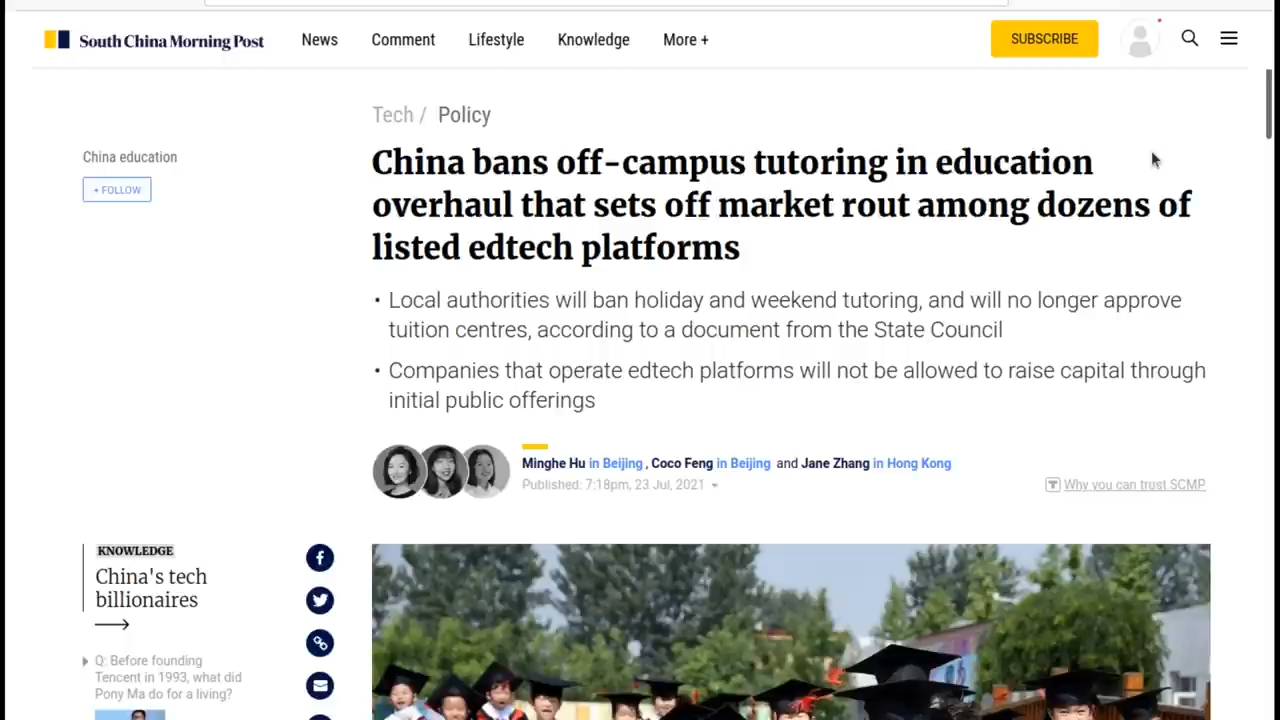 South China Morning Post
News
Comment
Lifestyle
Knowledge
More +
SUBSCRIBE
Tech / Policy
China education
+ FOLLOW
China bans off-campus tutoring in education
overhaul that sets off market rout among dozens of
listed edtech platforms
• Local authorities will ban holiday and weekend tutoring, and will no longer approve
tuition centres, according to a document from the State Council
• Companies that operate edtech platforms will not be allowed to raise capital through
initial public offerings
Minghe Hu in Beijing , Coco Feng in Beijing and Jane Zhang in Hong Kong
Published: 7:18pm, 23 Jul, 2021
Why you can trust SCMP
KNOWLEDGE
China's tech
billionaires
Q: Before founding
Tencent in 1993, what did
Pony Ma do for a living?